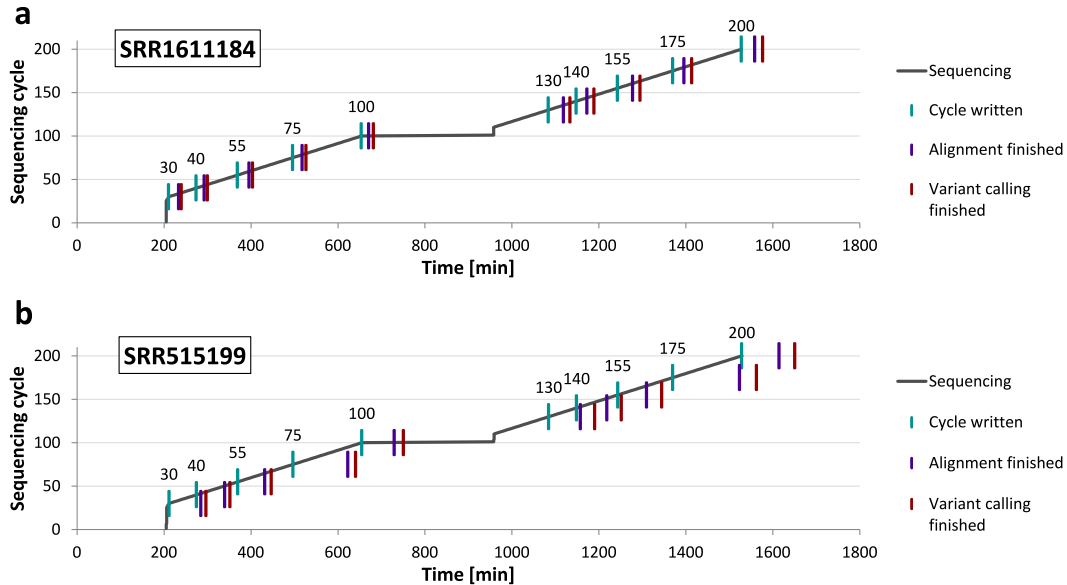 a
SRR1611184
Sequencing cycle
200
150
100
50
0
30
40
55
75
100
130
140
155
175
200
0 200 400 600 800 1000 1200 1400 1600 1800
Time [min]
Sequencing
Cycle written
Alignment finished
Variant calling
finished
b
SRR515199
Sequencing cycle
200
150
100
50
0
30
40
55
75
100
130
140
155
175
200
0 200 400 600 800 1000 1200 1400 1600 1800
Time [min]
Sequencing
Cycle written
Alignment finished
Variant calling
finished